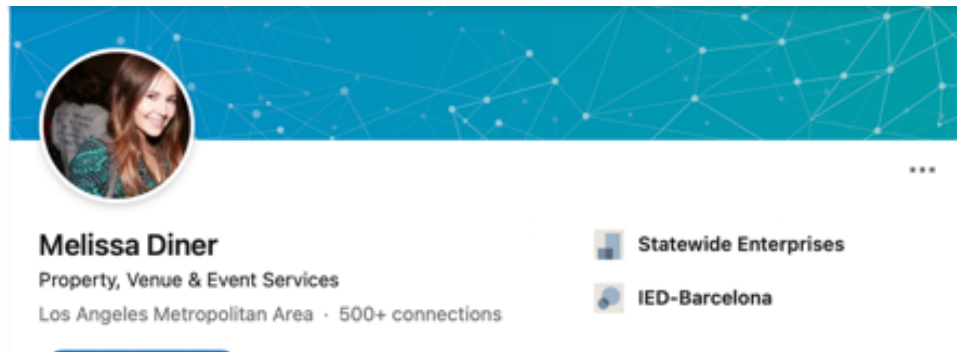 Melissa Diner
Property, Venue & Event Services
Los Angeles Metropolitan Area · 500+ connections
Statewide Enterprises
IED-Barcelona